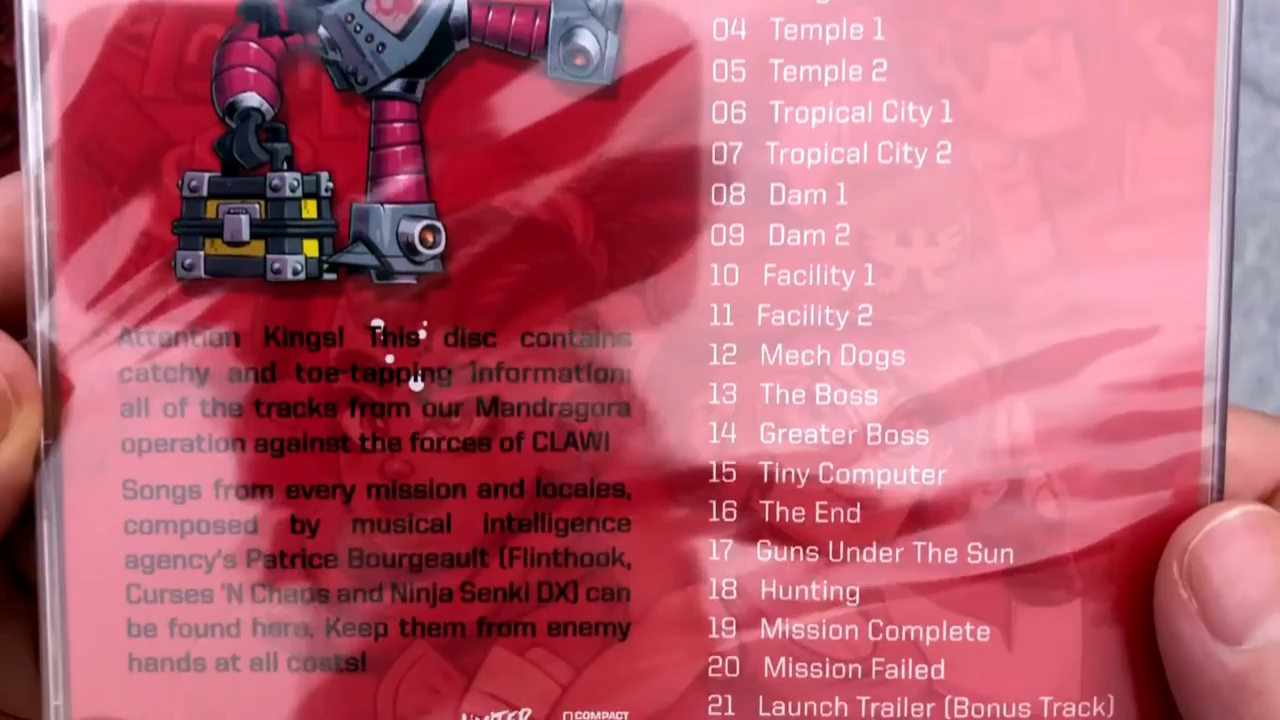 04 Temple 1
05 Temple 2
06 Tropical City 1
07 Tropical City 2
08 Dam 1
09 Dam 2
10 Facility 1
11 Facility 2
12 Mech Dogs
13 The Boss
14 Greater Boss
15 Tiny Computer
16 The End
17 Guns Under The Sun
18 Hunting
19 Mission Complete
20 Mission Failed
21 Launch Trailer (Bonus Track)
Attention Kings! This disc contains
catchy and toe-tapping information:
all of the tracks from our Mandragora
operation against the forces of CLAW!
Songs from every mission and locales,
composed by musical intelligence
agency's Patrice Bourgeault (Flinthook,
Curses 'N Chaos and Ninja Senki DX) can
be found here. Keep them from enemy
hands at all costs!
COMPACT